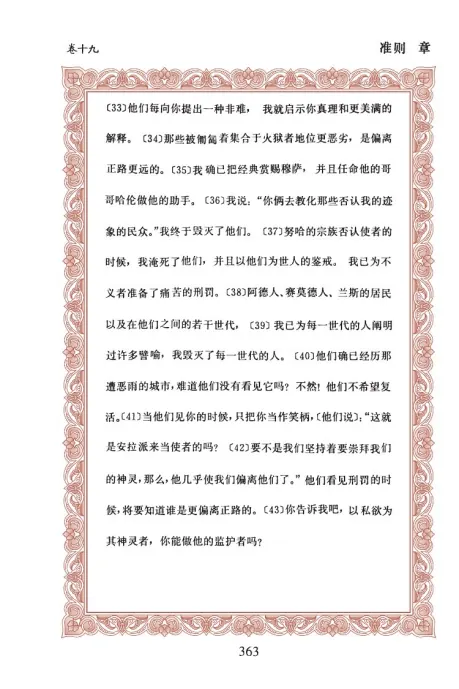 卷十九
准则 章
〔33〕他们每向你提出一种非难， 我就启示你真理和更美满的
解释。〔34〕那些被匍匐着集合于火狱者地位更恶劣，是偏离
正路更远的。〔35〕我确已把经典赏赐穆萨， 并且任命他的哥
哥哈伦做他的助手。〔36〕我说：“你俩去教化那些否认我的迹
象的民众。”我终于毁灭了他们。〔37〕努哈的宗族否认使者的
时候，我淹死了他们，并且以他们为世人的鉴戒。 我已为不
义者准备了痛苦的刑罚。〔38〕阿德人、赛莫德人、兰斯的居民
以及在他们之间的若干世代，〔39〕我已为每一世代的人阐明
过许多譬喻，我毁灭了每一世代的人。〔40〕他们确已经历那
遭恶雨的城市，难道他们没有看见它吗？不然！他们不希望复
活。〔41〕当他们见你的时候，只把你当作笑柄，〔他们说〕：“这就
是安拉派来当使者的吗？〔42〕要不是我们坚持着要崇拜我们
的神灵，那么，他几乎使我们偏离他们了。”他们看见刑罚的时
候，将要知道谁是更偏离正路的。〔43〕你告诉我吧，以私欲为
其神灵者，你能做他的监护者吗？
363